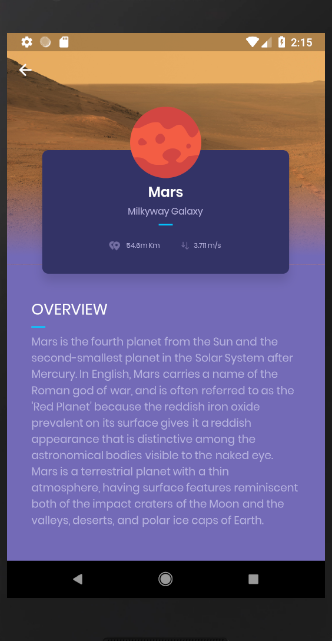 2:15
Mars
Milkyway Galaxy
54.6m Km 3.711 m/s
OVERVIEW
Mars is the fourth planet from the Sun and the
second-smallest planet in the Solar System after
Mercury. In English, Mars carries a name of the
Roman god of war, and is often referred to as the
'Red Planet' because the reddish iron oxide
prevalent on its surface gives it a reddish
appearance that is distinctive among the
astronomical bodies visible to the naked eye.
Mars is a terrestrial planet with a thin
atmosphere, having surface features reminiscent
both of the impact craters of the Moon and the
valleys, deserts, and polar ice caps of Earth.